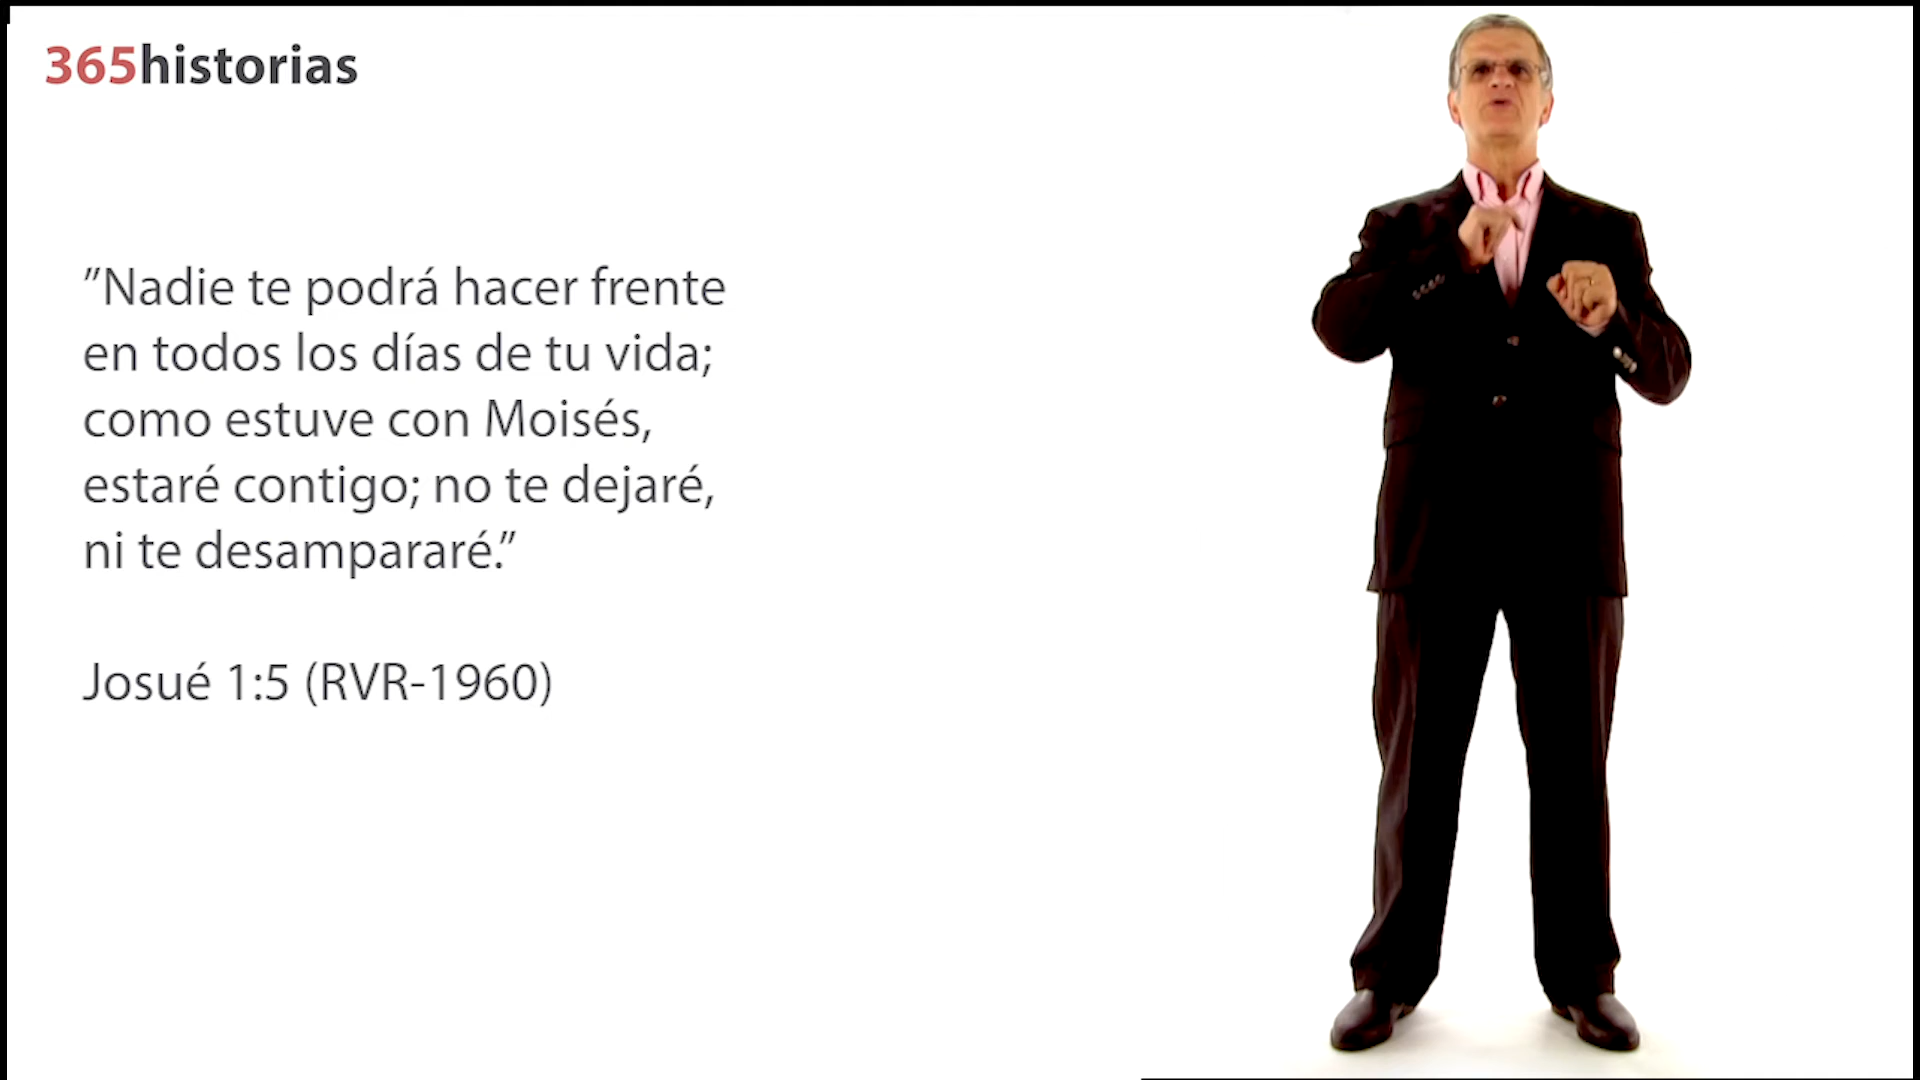 365historias
”Nadie te podrá hacer frente
en todos los días de tu vida;
como estuve con Moisés,
estaré contigo; no te dejaré,
ni te desampararé.”
Josué 1:5 (RVR-1960)